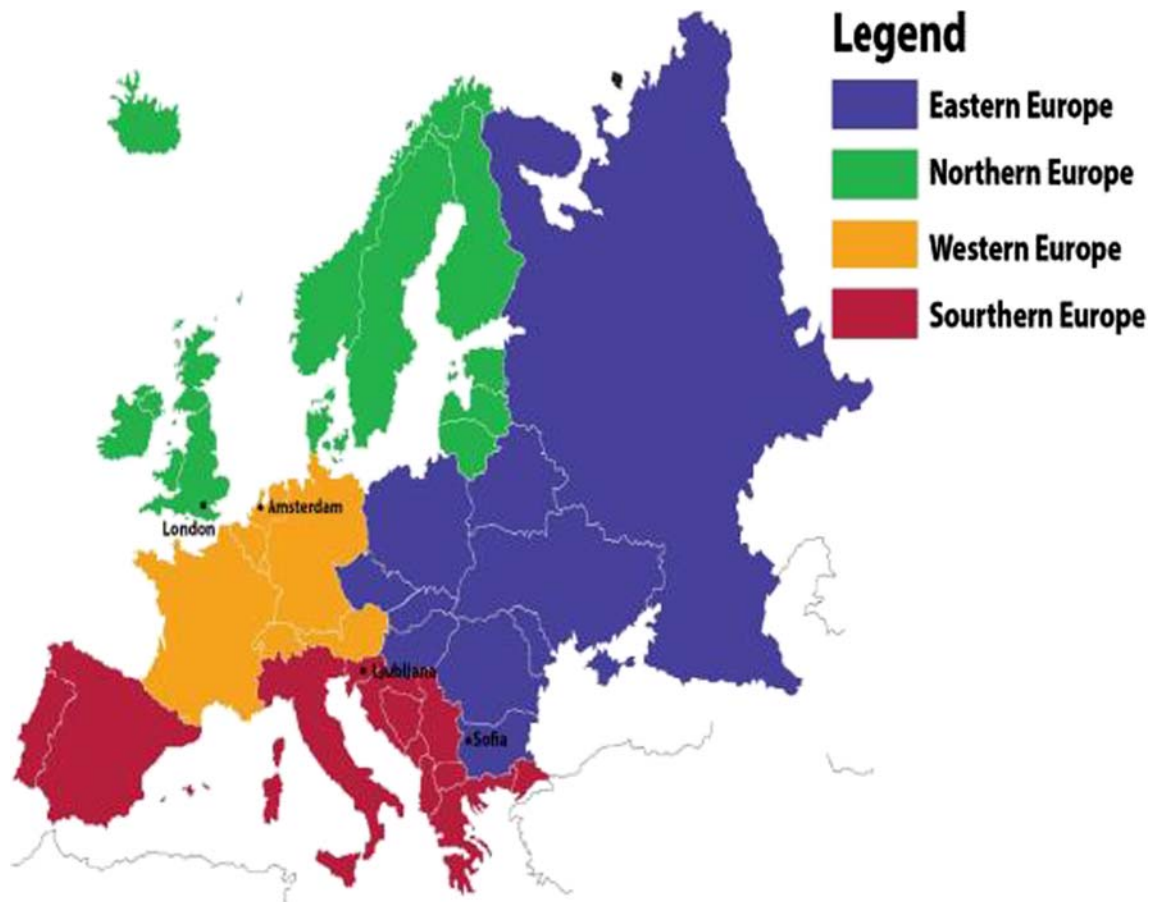 Legend
Eastern Europe
Northern Europe
Western Europe
Sourthern Europe
Amsterdam
London
Ljubljana
Sofia